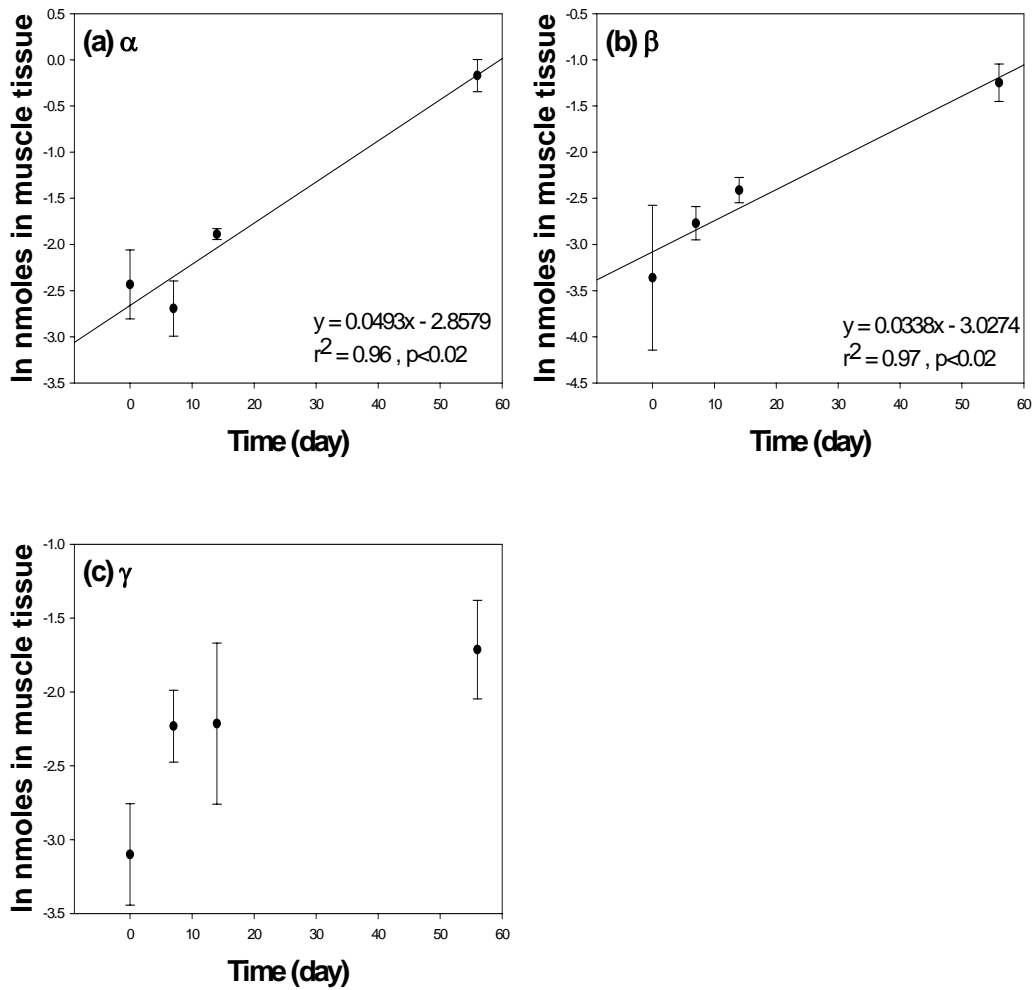 (a) α
ln nmoles in muscle tissue
0.5
0.0
-0.5
-1.0
-1.5
-2.0
-2.5
-3.0
-3.5
y = 0.0493x - 2.8579
r2 = 0.96 , p<0.02
0 10 20 30 40 50 60
Time (day)
(b) β
ln nmoles in muscle tissue
-0.5
-1.0
-1.5
-2.0
-2.5
-3.0
-3.5
-4.0
-4.5
y = 0.0338x - 3.0274
r2 = 0.97 , p<0.02
0 10 20 30 40 50 60
Time (day)
(c) γ
ln nmoles in muscle tissue
-1.0
-1.5
-2.0
-2.5
-3.0
-3.5
0 10 20 30 40 50 60
Time (day)